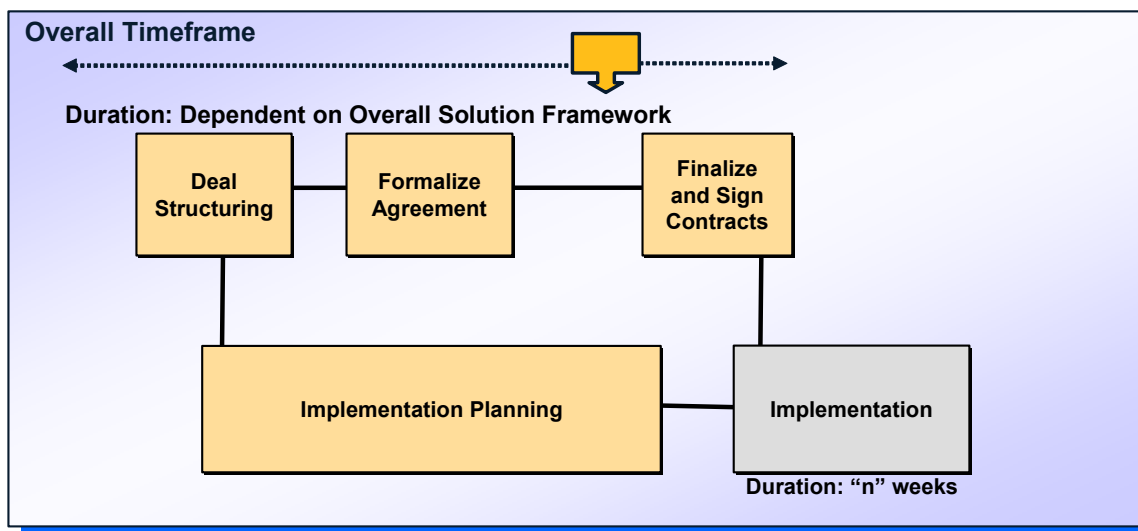 Overall Timeframe
Duration: Dependent on Overall Solution Framework
Deal
Structuring
Formalize
Agreement
Finalize
and Sign
Contracts
Implementation Planning
Implementation
Duration: “n” weeks